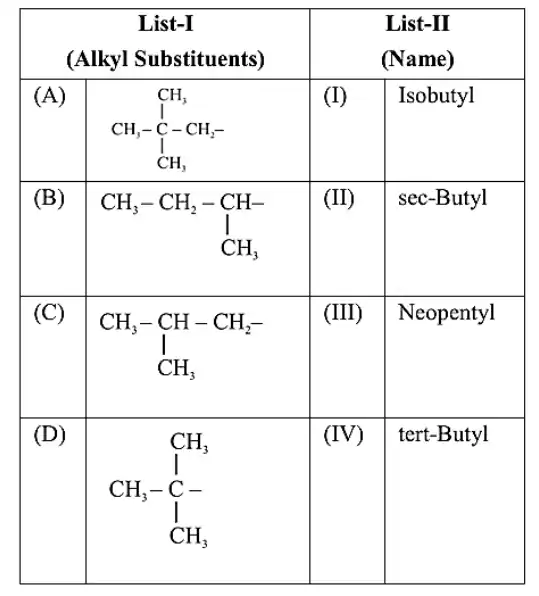 List-I
(Alkyl Substituents)
List-II
(Name)
(A)
CH₃
|
CH₃– C – CH₂–
|
CH₃
(I)
Isobutyl
(B)
CH₃– CH₂ – CH–
|
CH₃
(II)
sec-Butyl
(C)
CH₃– CH – CH₂–
|
CH₃
(III)
Neopentyl
(D)
CH₃
|
CH₃– C –
|
CH₃
(IV)
tert-Butyl